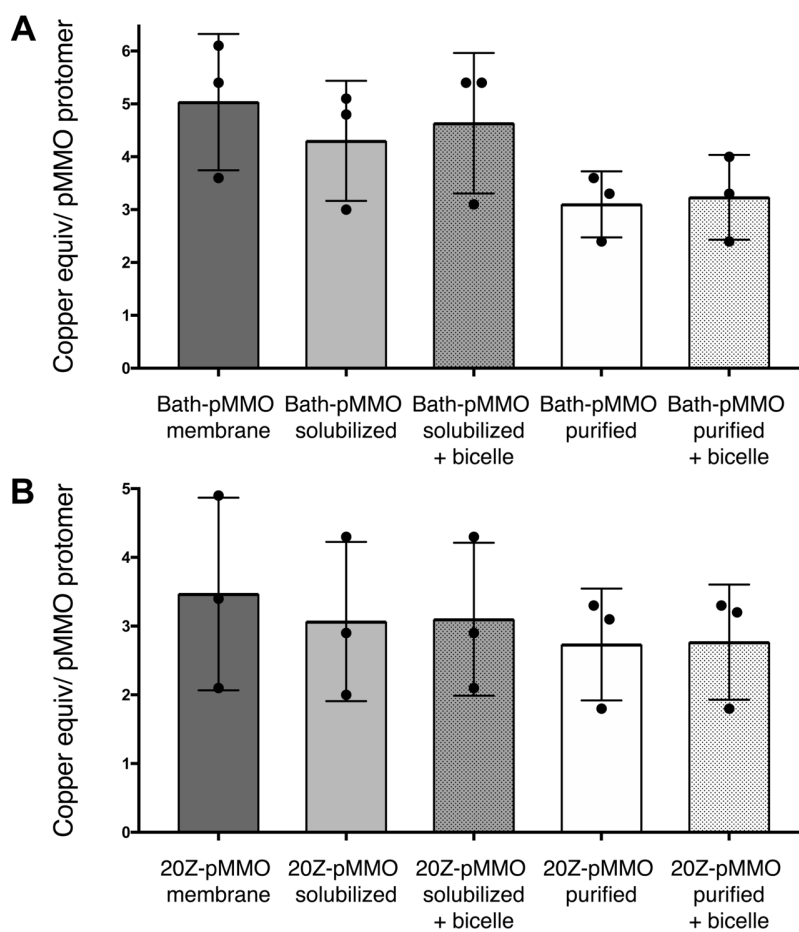 A
Copper equiv/ pMMO protomer
6
5
4
3
2
1
0
Bath-pMMO
membrane
Bath-pMMO
solubilized
Bath-pMMO
solubilized
+ bicelle
Bath-pMMO
purified
Bath-pMMO
purified
+ bicelle
B
Copper equiv/ pMMO protomer
5
4
3
2
1
0
20Z-pMMO
membrane
20Z-pMMO
solubilized
20Z-pMMO
solubilized
+ bicelle
20Z-pMMO
purified
20Z-pMMO
purified
+ bicelle